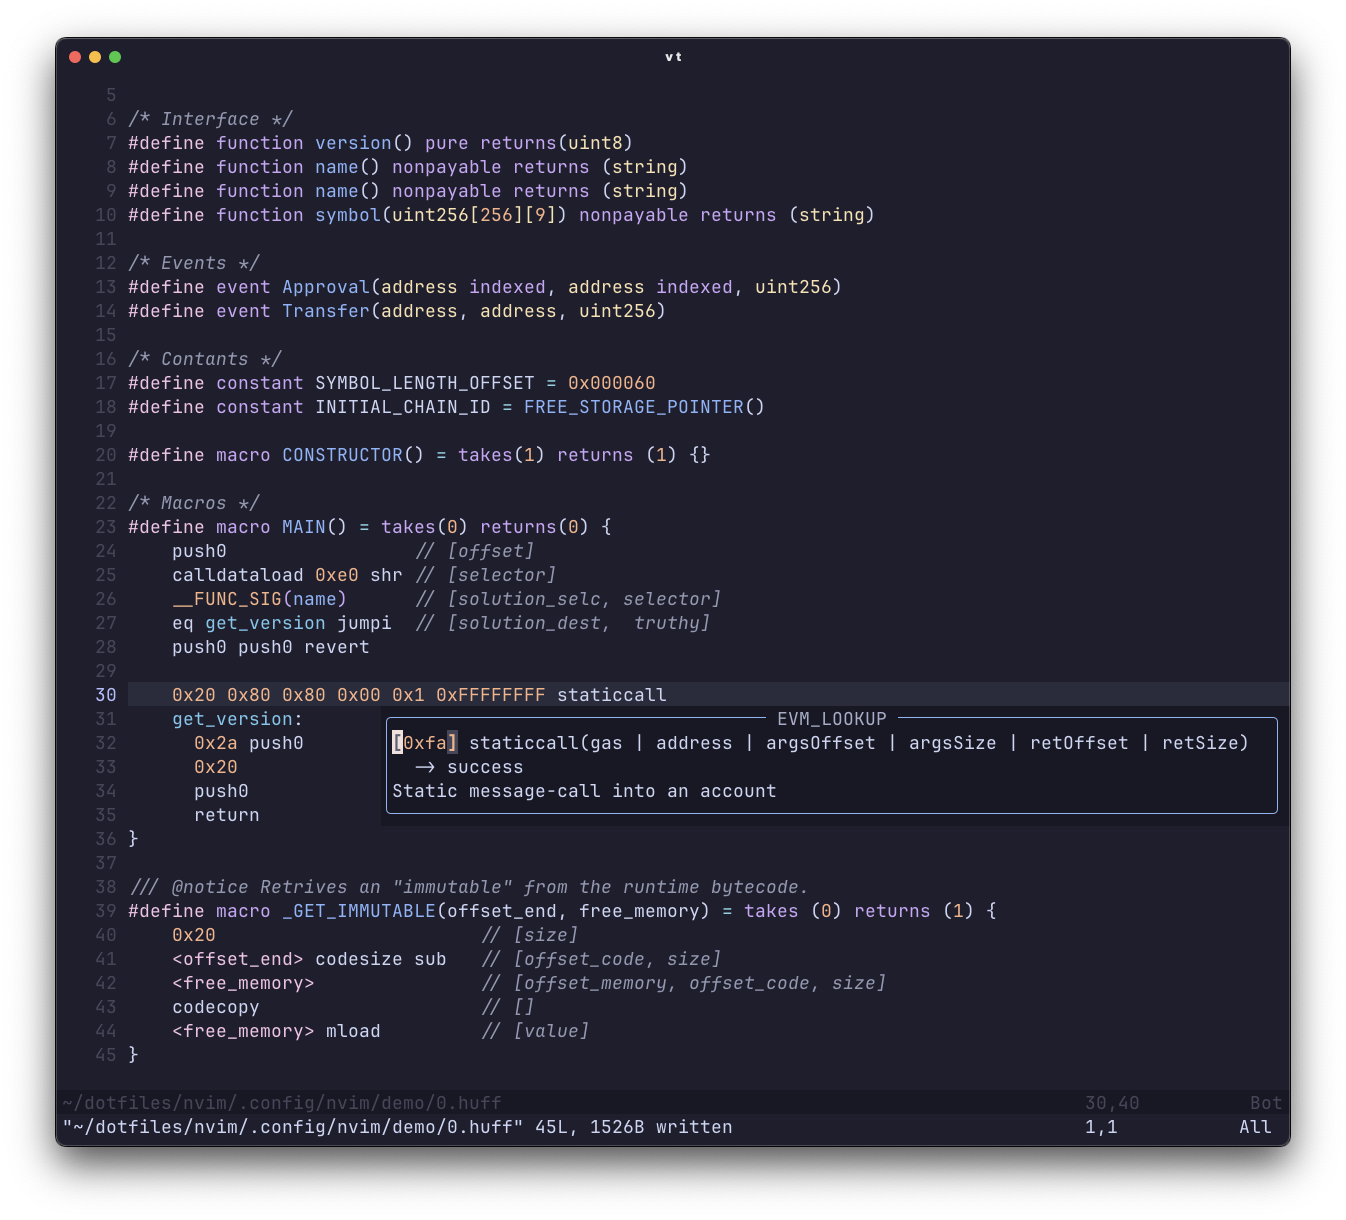 vt
5
6 /* Interface */
7 #define function version() pure returns(uint8)
8 #define function name() nonpayable returns (string)
9 #define function name() nonpayable returns (string)
10 #define function symbol(uint256[256][9]) nonpayable returns (string)
11
12 /* Events */
13 #define event Approval(address indexed, address indexed, uint256)
14 #define event Transfer(address, address, uint256)
15
16 /* Contants */
17 #define constant SYMBOL_LENGTH_OFFSET = 0x000060
18 #define constant INITIAL_CHAIN_ID = FREE_STORAGE_POINTER()
19
20 #define macro CONSTRUCTOR() = takes(1) returns (1) {}
21
22 /* Macros */
23 #define macro MAIN() = takes(0) returns(0) {
24     push0                 // [offset]
25     calldataload 0xe0 shr // [selector]
26     __FUNC_SIG(name)      // [solution_selc, selector]
27     eq get_version jumpi  // [solution_dest,  truthy]
28     push0 push0 revert
29
30     0x20 0x80 0x80 0x00 0x1 0xFFFFFFFF staticcall
31     get_version:          EVM_LOOKUP
32       0x2a push0       [0xfa] staticcall(gas | address | argsOffset | argsSize | retOffset | retSize)
33       0x20               → success
34       push0            Static message-call into an account
35       return
36 }
37
38 /// @notice Retrives an "immutable" from the runtime bytecode.
39 #define macro _GET_IMMUTABLE(offset_end, free_memory) = takes (0) returns (1) {
40     0x20                        // [size]
41     <offset_end> codesize sub   // [offset_code, size]
42     <free_memory>               // [offset_memory, offset_code, size]
43     codecopy                    // []
44     <free_memory> mload         // [value]
45 }
~/dotfiles/nvim/.config/nvim/demo/0.huff 30,40 Bot
"~/dotfiles/nvim/.config/nvim/demo/0.huff" 45L, 1526B written 1,1 All